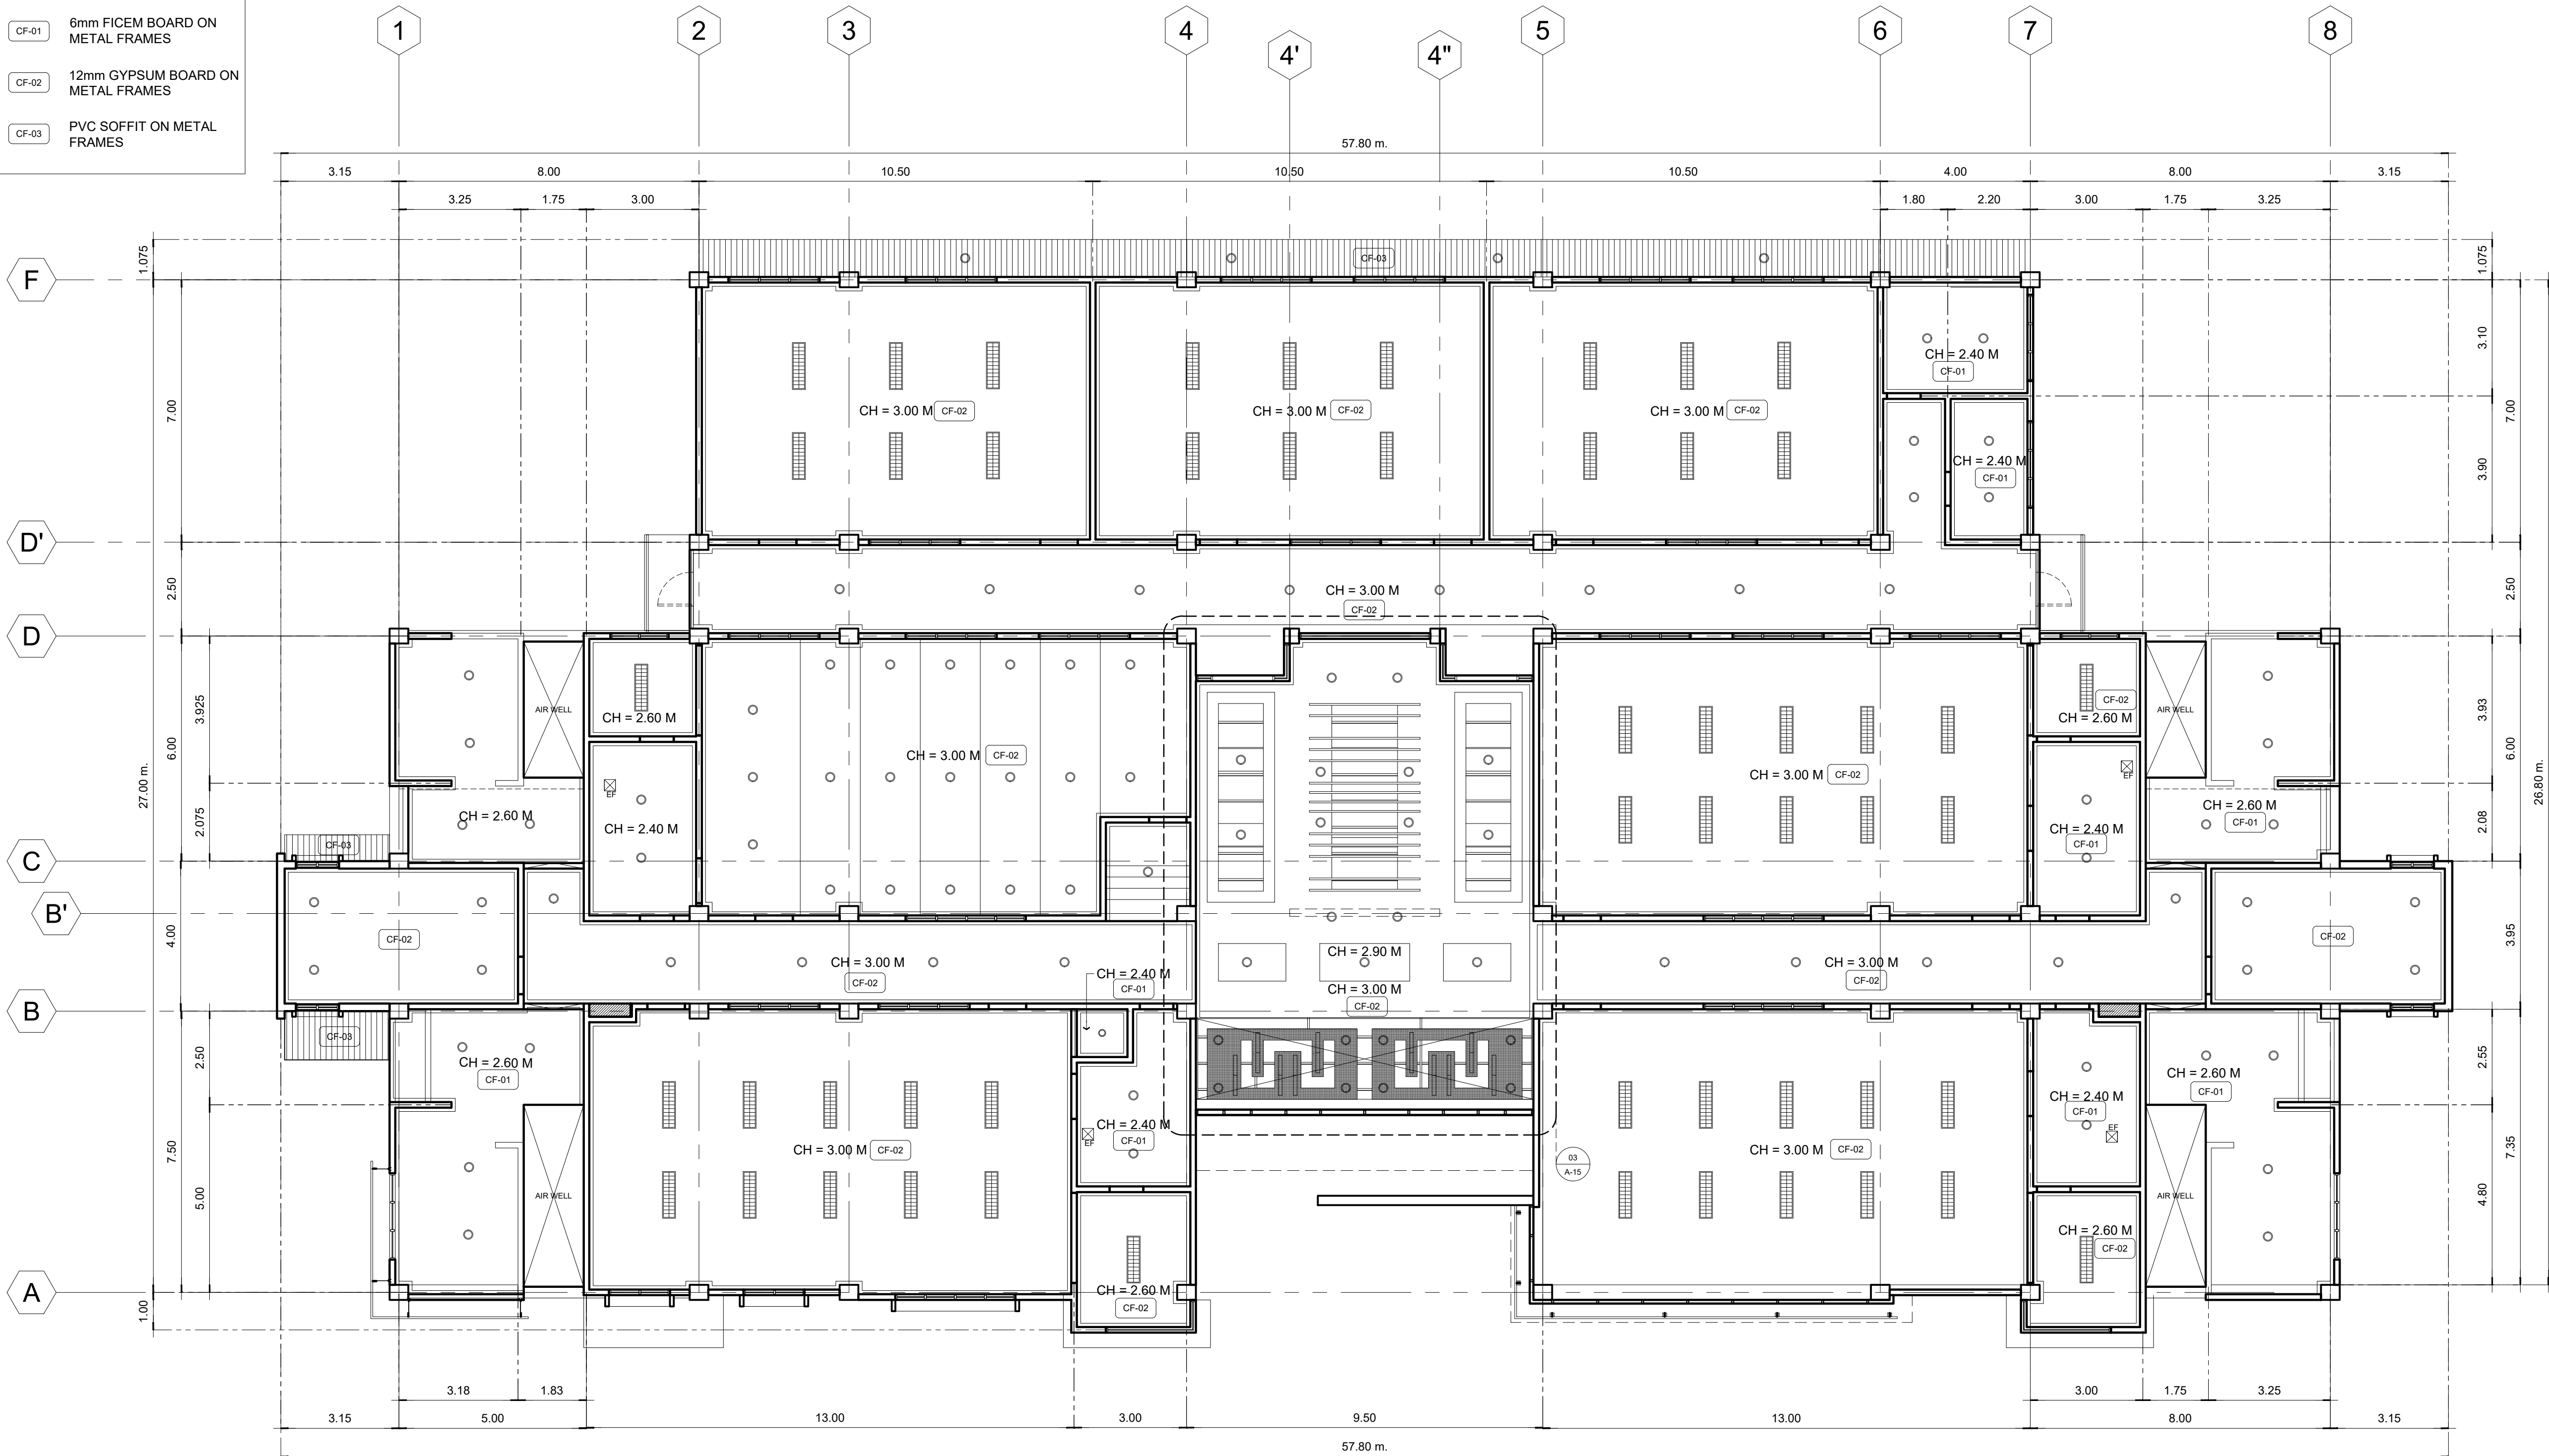 CF-01 6mm FICEM BOARD ON
METAL FRAMES
CF-02 12mm GYPSUM BOARD ON
METAL FRAMES
CF-03 PVC SOFFIT ON METAL
FRAMES
1 2 3 4 4' 4" 5 6 7 8
57.80 m.
3.15 8.00 10.50 10.50 10.50 4.00 8.00 3.15
3.25 1.75 3.00 1.80 2.20 3.00 1.75 3.25
1.075 CF-03 1.075
F
3.10
CH = 2.40 M
CF-01
7.00 CH = 3.00 M CF-02 CH = 3.00 M CF-02 CH = 3.00 M CF-02 7.00
CH = 2.40 M
CF-01
3.90
D'
2.50 CH = 3.00 M 2.50
CF-02
D
3.925 AIR WELL CH = 2.60 M CF-02 CH = 2.60 M AIR WELL 3.93
6.00 CH = 3.00 M CF-02 CH = 3.00 M CF-02 6.00
27.00 m. EF EF 26.80 m.
2.075 CH = 2.60 M CH = 2.40 M CH = 2.40 M CF-01 CH = 2.60 M CF-01 2.08
CF-03
C
B'
4.00 CF-02 CF-02 3.95
CH = 3.00 M CF-02 CH = 2.40 M CF-01 CH = 2.90 M CH = 3.00 M CF-02
CH = 3.00 M
CF-02
B
CF-03
2.50 CH = 2.60 M CF-01 CH = 2.40 M CF-01 CH = 2.60 M CF-01 2.55
CH = 2.40 M
EF CF-01 EF
7.50 CH = 3.00 M CF-02 CH = 3.00 M CF-02 7.35
03
A-15
5.00 AIR WELL AIR WELL 4.80
CH = 2.60 M
CF-02
CH = 2.60 M
CF-02
A
1.00
3.18 1.83 3.00 1.75 3.25
3.15 5.00 13.00 3.00 9.50 13.00 8.00 3.15
57.80 m.